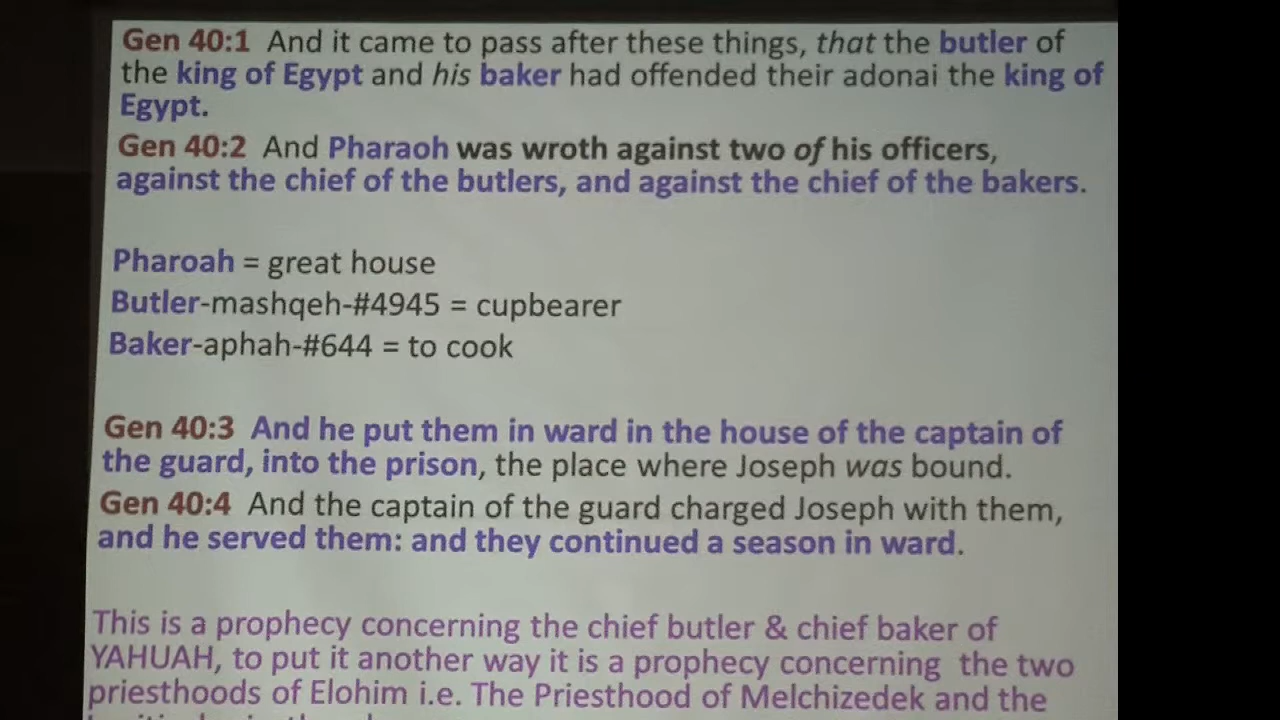 Gen 40:1 And it came to pass after these things, that the butler of
the king of Egypt and his baker had offended their adonai the king of
Egypt.
Gen 40:2 And Pharaoh was wroth against two of his officers,
against the chief of the butlers, and against the chief of the bakers.
Pharoah = great house
Butler-mashqeh-#4945 = cupbearer
Baker-aphah-#644 = to cook
Gen 40:3 And he put them in ward in the house of the captain of
the guard, into the prison, the place where Joseph was bound.
Gen 40:4 And the captain of the guard charged Joseph with them,
and he served them: and they continued a season in ward.
This is a prophecy concerning the chief butler & chief baker of
YAHUAH, to put it another way it is a prophecy concerning the two
priesthoods of Elohim i.e. The Priesthood of Melchizedek and the